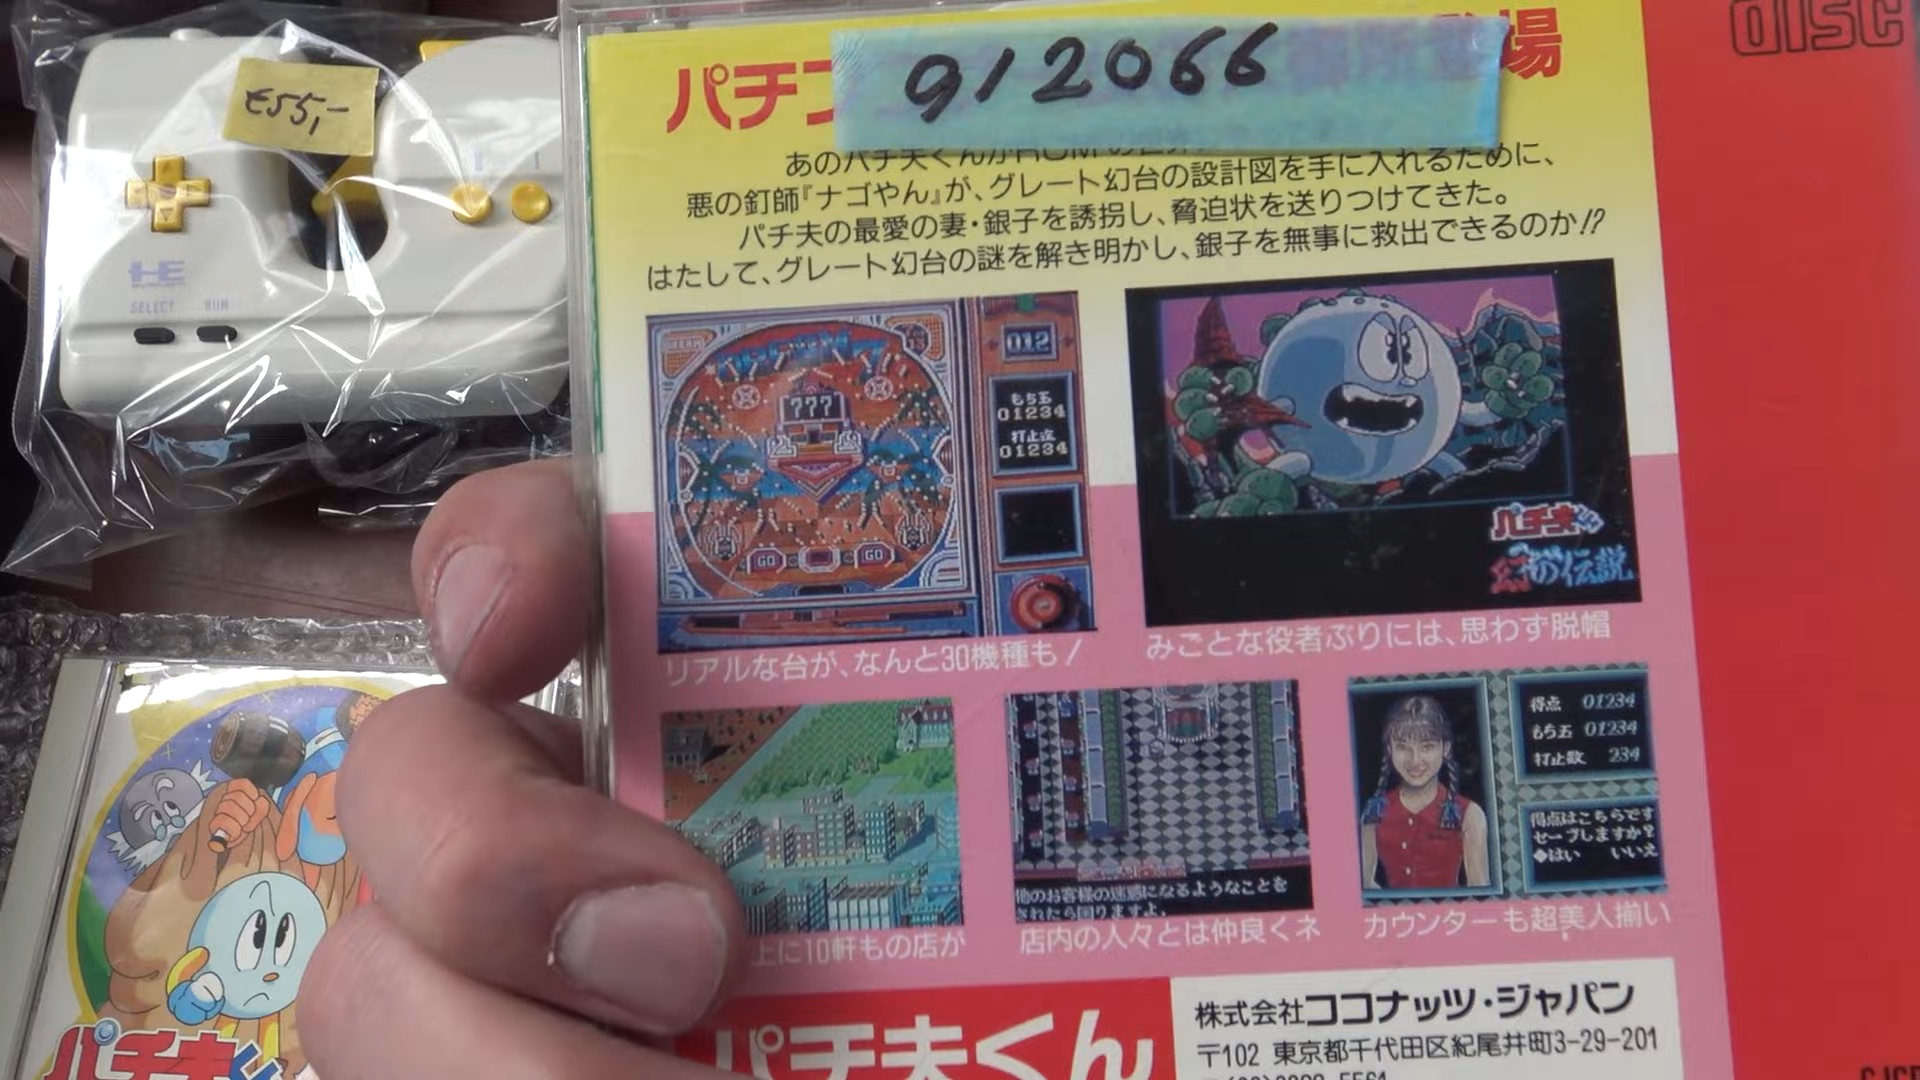 DISC
€55,-
912066
パチン
場
あのパチ夫くんが
悪の釘師『ナゴやん』が、グレート幻台の設計図を手に入れるために、
パチ夫の最愛の妻・銀子を誘拐し、脅迫状を送りつけてきた。
はたして、グレート幻台の謎を解き明かし、銀子を無事に救出できるのか!?
SELECT RUN
012
もち玉
01234
打止数
01234
???
GO GO
パチ夫くん
幻の伝説
リアルな台が、なんと30機種も!
みごとな役者ぶりには、思わず脱帽
得点 01234
もち玉 01234
打止数 234
得点はこちらです
セーブしますか?
◆はい いいえ
他のお客様の迷惑になるようなことを
されたら困りますよ。
上に10軒もの店が
店内の人々とは仲良くネ
カウンターも超美人揃い
パチ夫くん
株式会社ココナッツ・ジャパン
〒102 東京都千代田区紀尾井町3-29-201
パチ夫く